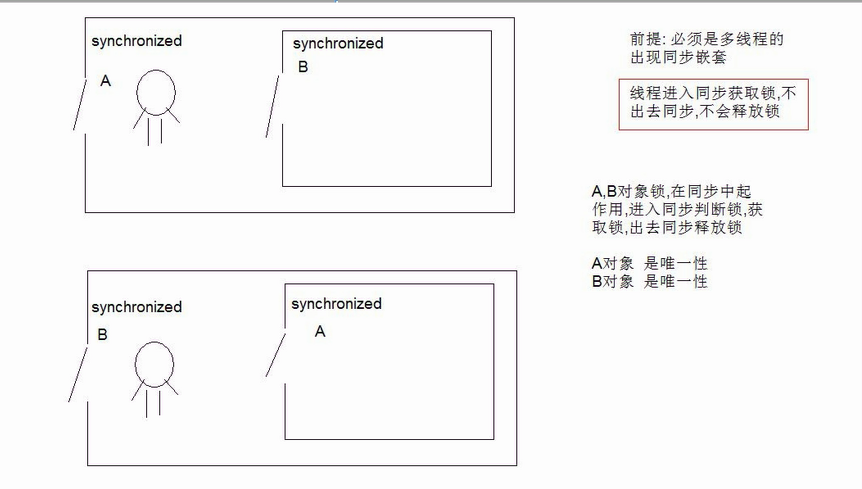 synchronized
A
synchronized
B
前提: 必须是多线程的
出现同步嵌套
线程进入同步获取锁,不
出去同步,不会释放锁
A,B对象锁,在同步中起
作用,进入同步判断锁,获
取锁,出去同步释放锁
A对象 是唯一性
B对象 是唯一性
synchronized
B
synchronized
A